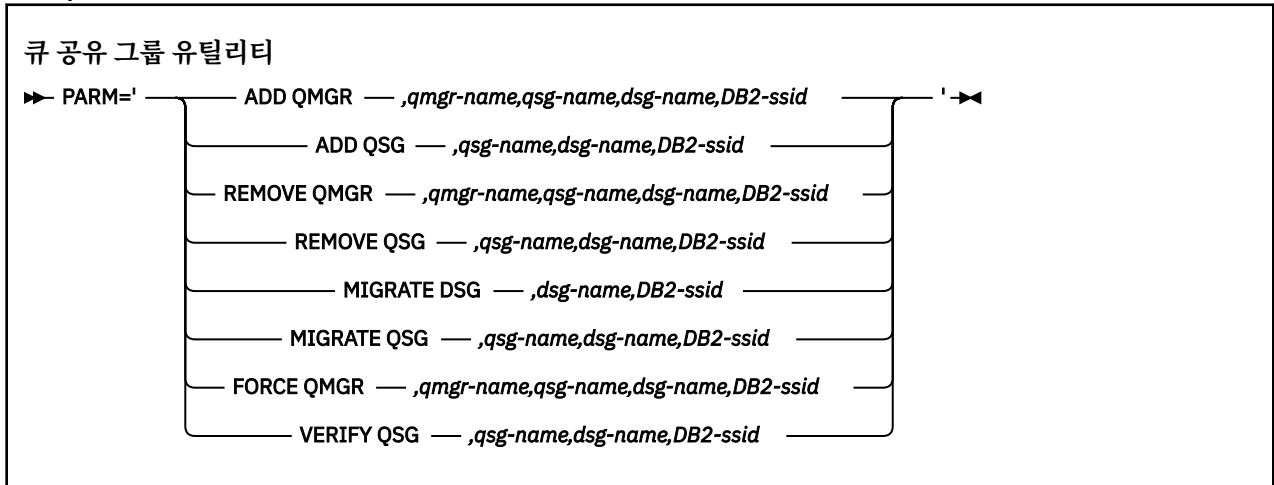 큐 공유 그룹 유틸리티
PARM=' ADD QMGR ,qmgr-name,qsg-name,dsg-name,DB2-ssid '
ADD QSG ,qsg-name,dsg-name,DB2-ssid
REMOVE QMGR ,qmgr-name,qsg-name,dsg-name,DB2-ssid
REMOVE QSG ,qsg-name,dsg-name,DB2-ssid
MIGRATE DSG ,dsg-name,DB2-ssid
MIGRATE QSG ,qsg-name,dsg-name,DB2-ssid
FORCE QMGR ,qmgr-name,qsg-name,dsg-name,DB2-ssid
VERIFY QSG ,qsg-name,dsg-name,DB2-ssid